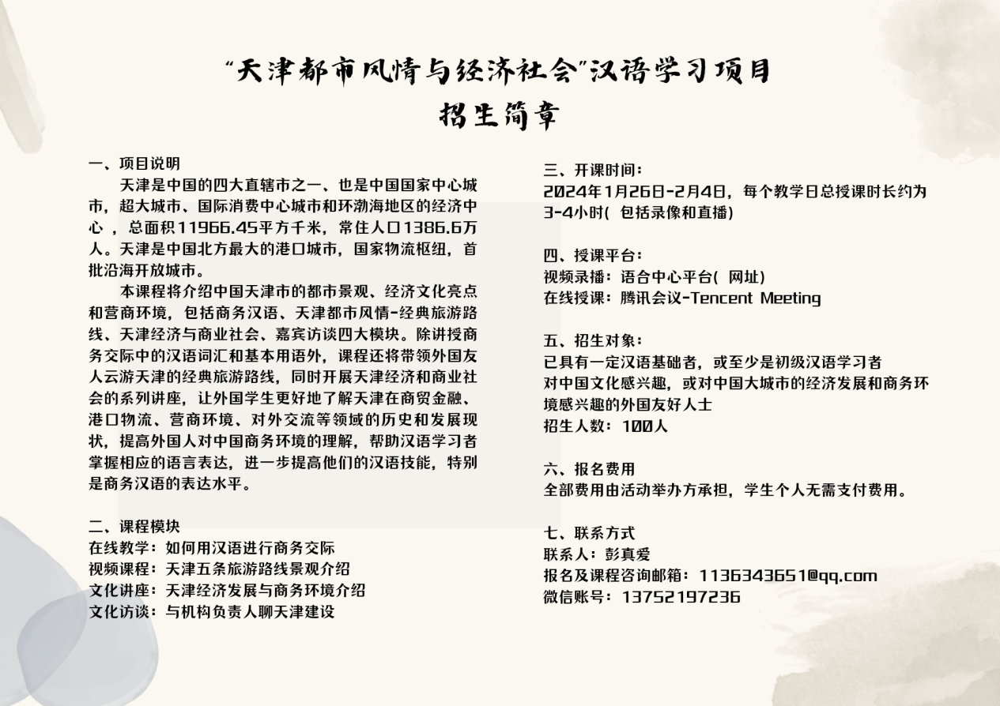 “天津都市风情与经济社会”汉语学习项目
招生简章
一、项目说明
天津是中国的四大直辖市之一、也是中国国家中心城
市，超大城市、国际消费中心城市和环渤海地区的经济中
心 ，总面积11966.45平方千米，常住人口1386.6万
人。天津是中国北方最大的港口城市，国家物流枢纽，首
批沿海开放城市。
本课程将介绍中国天津市的都市景观、经济文化亮点
和营商环境，包括商务汉语、天津都市风情-经典旅游路
线、天津经济与商业社会、嘉宾访谈四大模块。除讲授商
务交际中的汉语词汇和基本用语外，课程还将带领外国友
人云游天津的经典旅游路线，同时开展天津经济和商业社
会的系列讲座，让外国学生更好地了解天津在商贸金融、
港口物流、营商环境、对外交流等领域的历史和发展现
状，提高外国人对中国商务环境的理解，帮助汉语学习者
掌握相应的语言表达，进一步提高他们的汉语技能，特别
是商务汉语的表达水平。
二、课程模块
在线教学：如何用汉语进行商务交际
视频课程：天津五条旅游路线景观介绍
文化讲座：天津经济发展与商务环境介绍
文化访谈：与机构负责人聊天津建设
三、开课时间：
2024年1月26日-2月4日，每个教学日总授课时长约为
3-4小时( 包括录像和直播)
四、授课平台：
视频录播：语合中心平台( 网址)
在线授课：腾讯会议-Tencent Meeting
五、招生对象：
已具有一定汉语基础者，或至少是初级汉语学习者
对中国文化感兴趣，或对中国大城市的经济发展和商务环
境感兴趣的外国友好人士
招生人数：100人
六、报名费用
全部费用由活动举办方承担，学生个人无需支付费用。
七、联系方式
联系人：彭真爱
报名及课程咨询邮箱：1136343651@qq.com
微信账号：13752197236